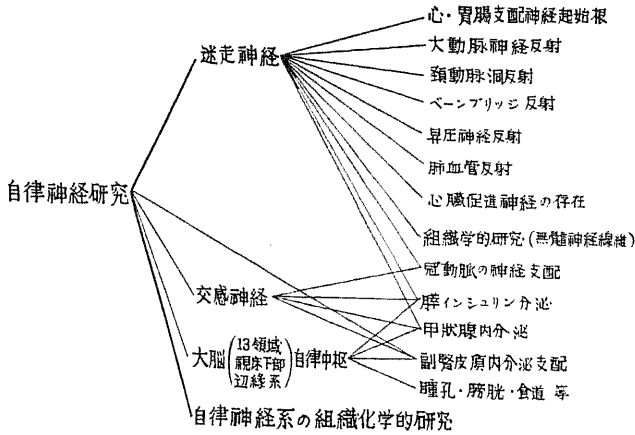 心・胃腸支配神経起始核
迷走神経
大動脈神経反射
頚動脈洞反射
ベーンブリッジ反射
昇圧神経反射
肺血管反射
自律神経研究
心臓促進神経の存在
組織学的研究(無髄神経線維)
冠動脈の神経支配
交感神経
膵インシュリン分泌
甲状腺内分泌
大脳(13領域 視床下部 辺縁系)自律中枢
副腎皮質内分泌支配
瞳孔・膀胱・食道 等
自律神経系の組織化学的研究